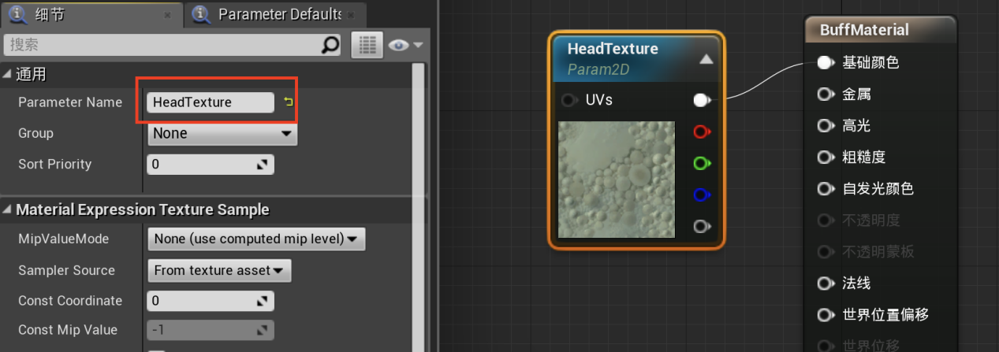 细节
Parameter Defaults
搜索
通用
Parameter Name
HeadTexture
Group
None
Sort Priority
0
Material Expression Texture Sample
MipValueMode
None (use computed mip level)
Sampler Source
From texture asset
Const Coordinate
0
Const Mip Value
-1
HeadTexture
Param2D
UVs
BuffMaterial
基础颜色
金属
高光
粗糙度
自发光颜色
不透明度
不透明蒙板
法线
世界位置偏移
世界位移